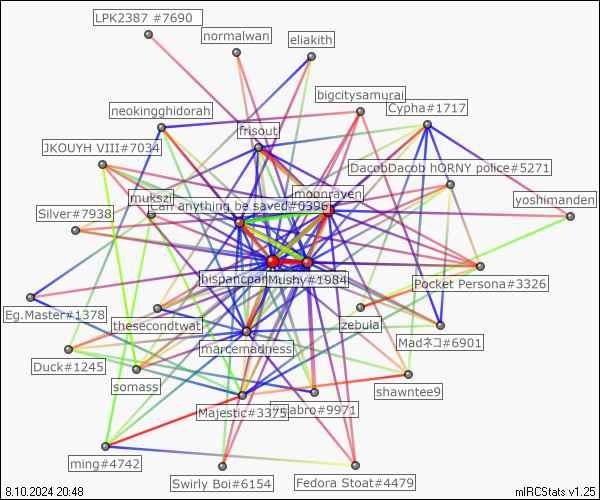 LPK2387 #7690
normalwan
eliakith
bigcitysamurai
neokingghidorah
Cypha#1717
frisout
JKOUYH VIII#7034
DacobDacob hORNY police#5271
mukszi
moonraven
yoshimanden
Can anything be saved#0396
Silver#7938
hispancpan
Mushy#1984
Pocket Persona#3326
Eg.Master#1378
thesecondtwat
zebula
Madネコ#6901
marcemadness
Duck#1245
somass
shawntee9
Majestic#3375
#9971
ming#4742
Swirly Boi#6154
Fedora Stoat#4479
8.10.2024 20:48
mIRCStats v1.25